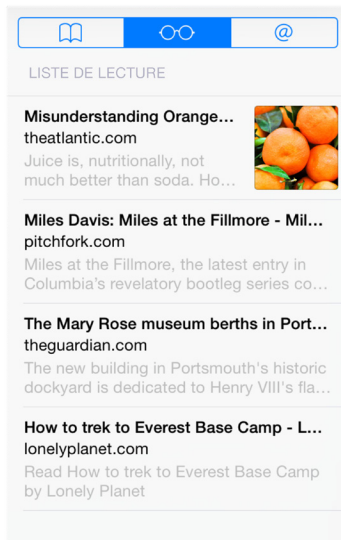 @
LISTE DE LECTURE
Misunderstanding Orange...
theatlantic.com
Juice is, nutritionally, not
much better than soda. Ho...
Miles Davis: Miles at the Fillmore - Mil...
pitchfork.com
Miles at the Fillmore, the latest entry in
Columbia's revelatory bootleg series co...
The Mary Rose museum berths in Port...
theguardian.com
The new building in Portsmouth's historic
dockyard is dedicated to Henry VIII's fla...
How to trek to Everest Base Camp - L...
lonelyplanet.com
Read How to trek to Everest Base Camp
by Lonely Planet